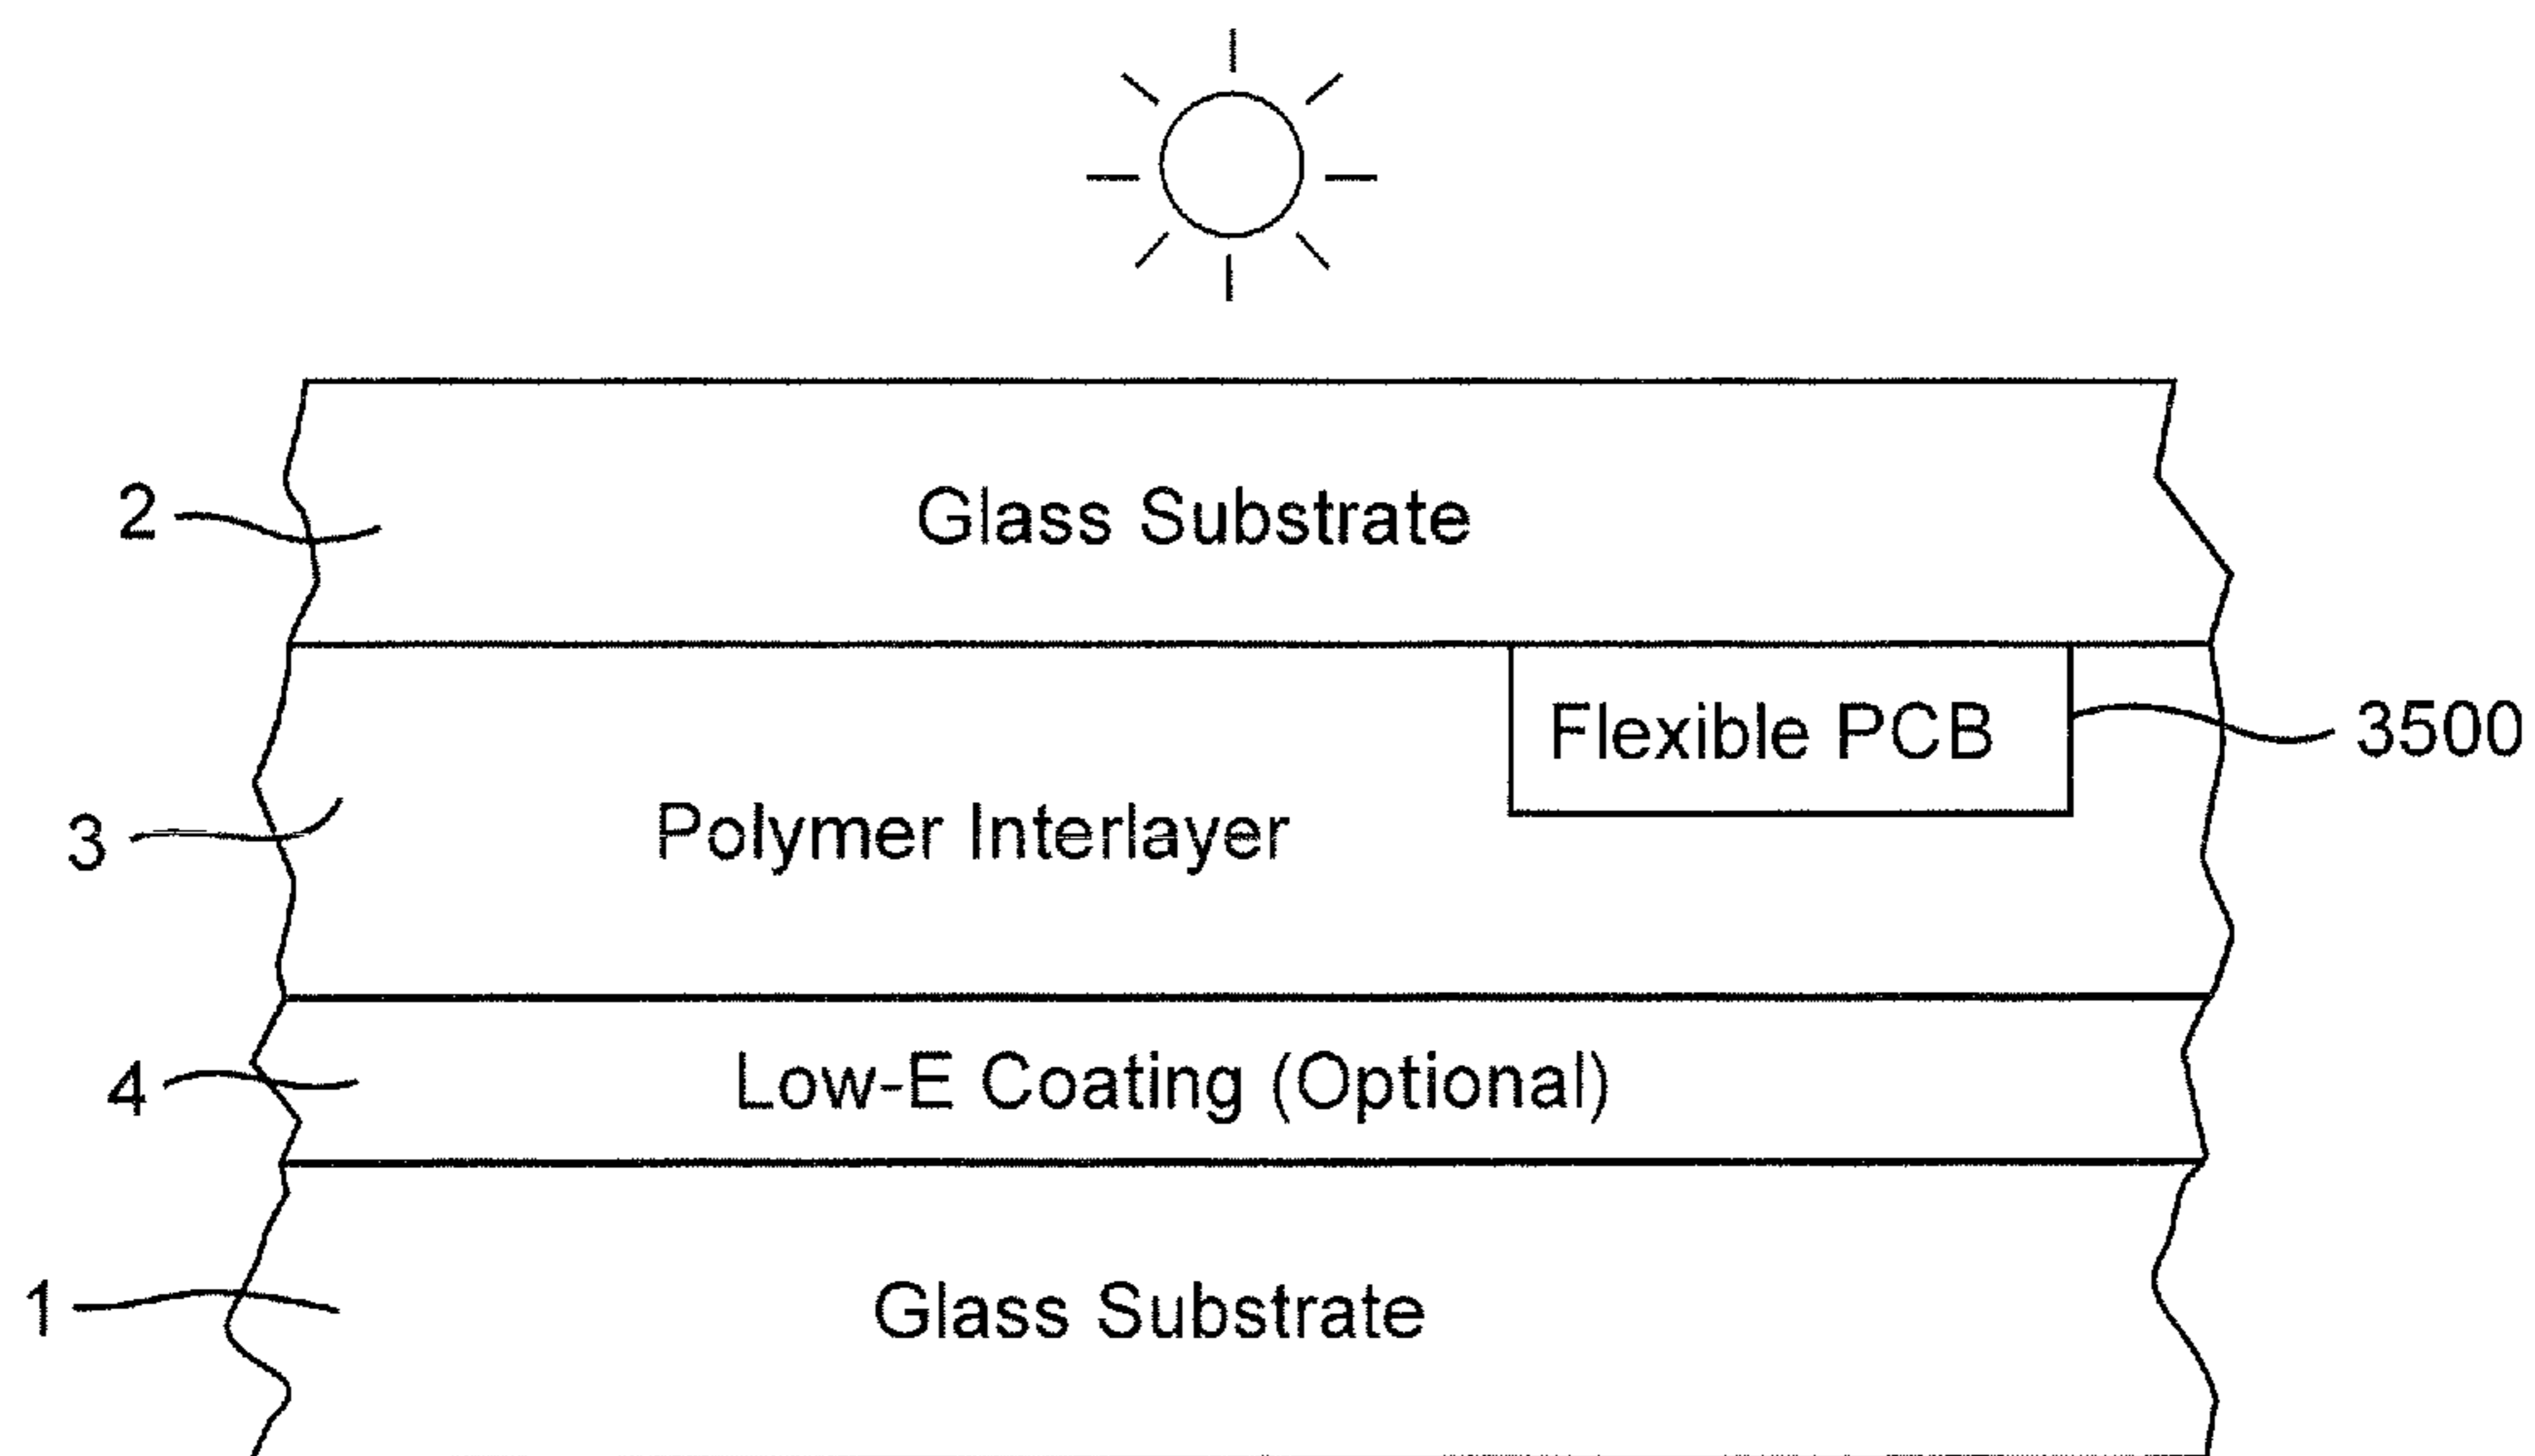 2
Glass Substrate
Flexible PCB
3500
3
Polymer Interlayer
4
Low-E Coating (Optional)
1
Glass Substrate